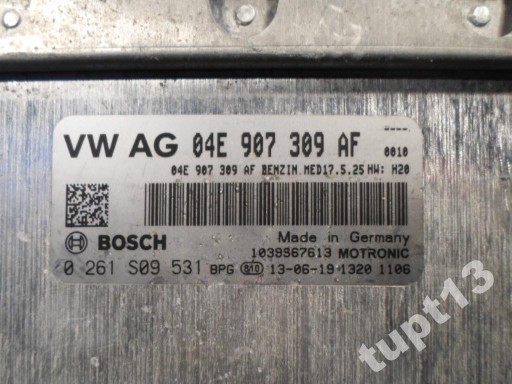 VW AG 04E 907 309 AF 0010
04E 907 309 AF BENZIN MED17.5.25 HW: H20
BOSCH
Made in Germany
1039S67613 MOTRONIC
0 261 S09 531 BPG S10 13-06-19 1320 1106
tupt13